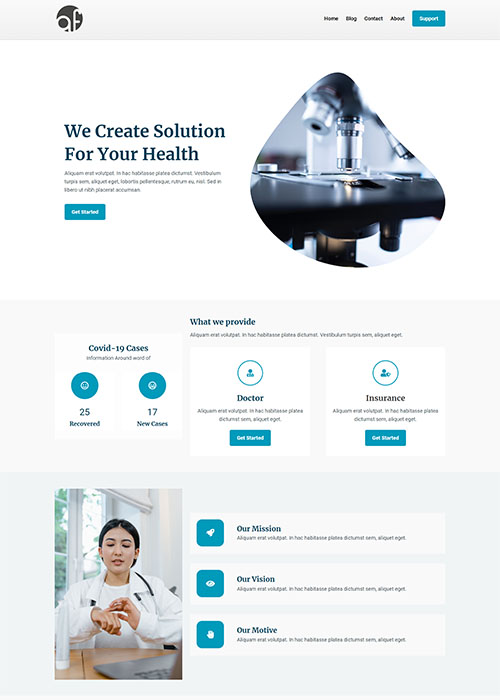 af
Home Blog Contact About Support
We Create Solution
For Your Health
Aliquam erat volutpat. In hac habitasse platea dictumst. Vestibulum
turpis sem, aliquet eget, lobortis pellentesque, rutrum eu, nisl. Sed in
libero ut nibh placerat accumsan.
Get Started
What we provide
Aliquam erat volutpat. In hac habitasse platea dictumst. Vestibulum turpis sem, aliquet eget.
Covid-19 Cases
Information Around word of
25
Recovered
17
New Cases
Doctor
Aliquam erat volutpat. In hac habitasse platea
dictumst sem, aliquet eget.
Get Started
Insurance
Aliquam erat volutpat. In hac habitasse platea
dictumst sem, aliquet eget.
Get Started
Our Mission
Aliquam erat volutpat. In hac habitasse platea dictumst sem, aliquet eget.
Our Vision
Aliquam erat volutpat. In hac habitasse platea dictumst sem, aliquet eget.
Our Motive
Aliquam erat volutpat. In hac habitasse platea dictumst sem, aliquet eget.